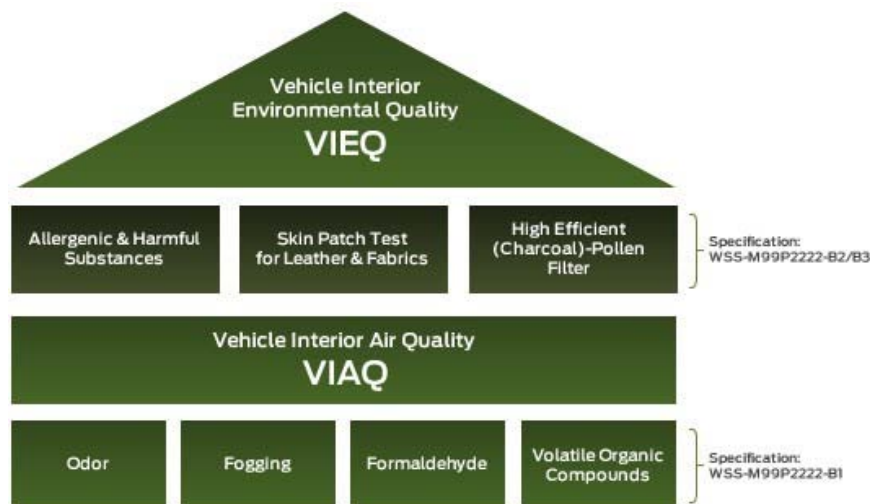 Vehicle Interior
Environmental Quality
VIEQ
Allergenic & Harmful
Substances
Skin Patch Test
for Leather & Fabrics
High Efficient
(Charcoal)-Pollen
Filter
Specification:
WSS-M99P2222-B2/B3
Vehicle Interior Air Quality
VIAQ
Odor
Fogging
Formaldehyde
Volatile Organic
Compounds
Specification:
WSS-M99P2222-B1